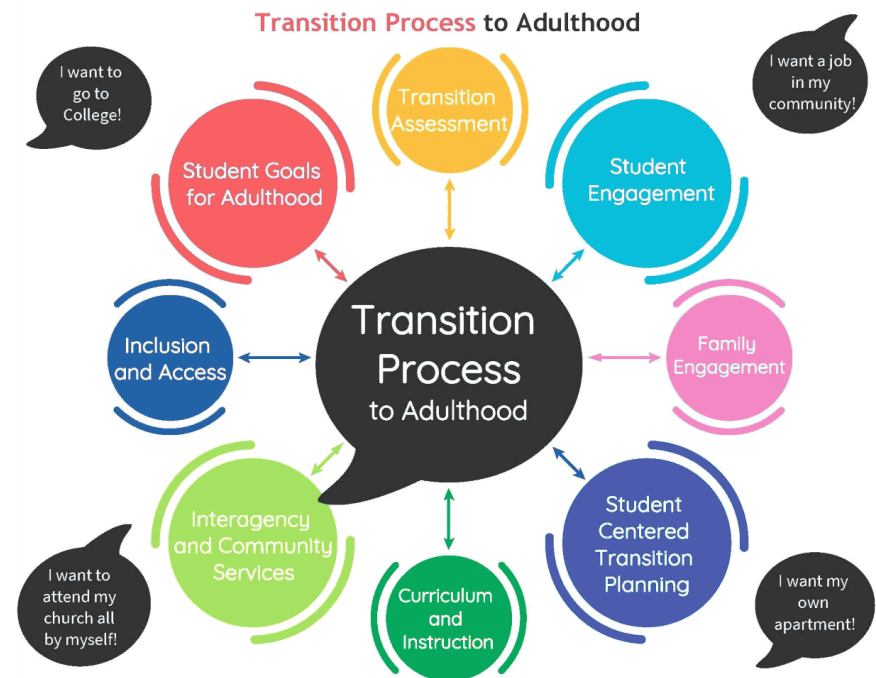 Transition Process to Adulthood
I want to
go to
College!
Transition
Assessment
I want a job
in my
community!
Student Goals
for Adulthood
Student
Engagement
Inclusion
and Access
Transition
Process
to Adulthood
Family
Engagement
Interagency
and Community
Services
Student
Centered
Transition
Planning
I want to
attend my
church all
by myself!
Curriculum
and
Instruction
I want my
own
apartment!